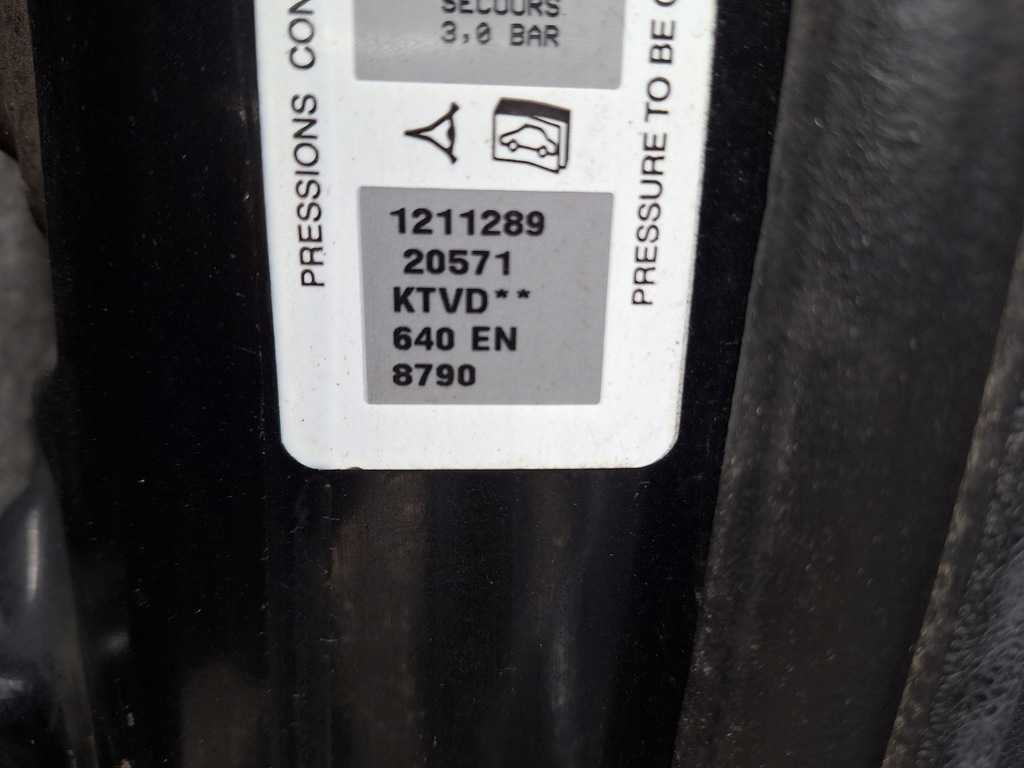 SECOURS
3,0 BAR
PRESSIONS CON
PRESSURE TO BE
1211289
20571
KTVD**
640 EN
8790